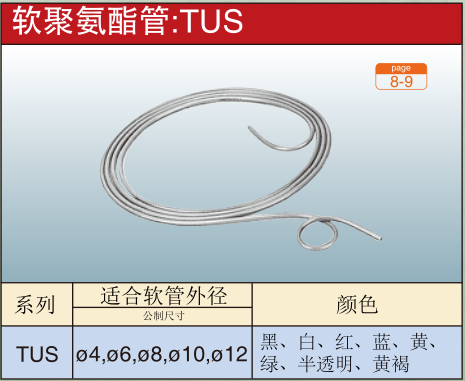 软聚氨酯管:TUS
page
8-9
系列
适合软管外径
公制尺寸
颜色
TUS
ø4,ø6,ø8,ø10,ø12
黑、白、红、蓝、黄、
绿、半透明、黄褐